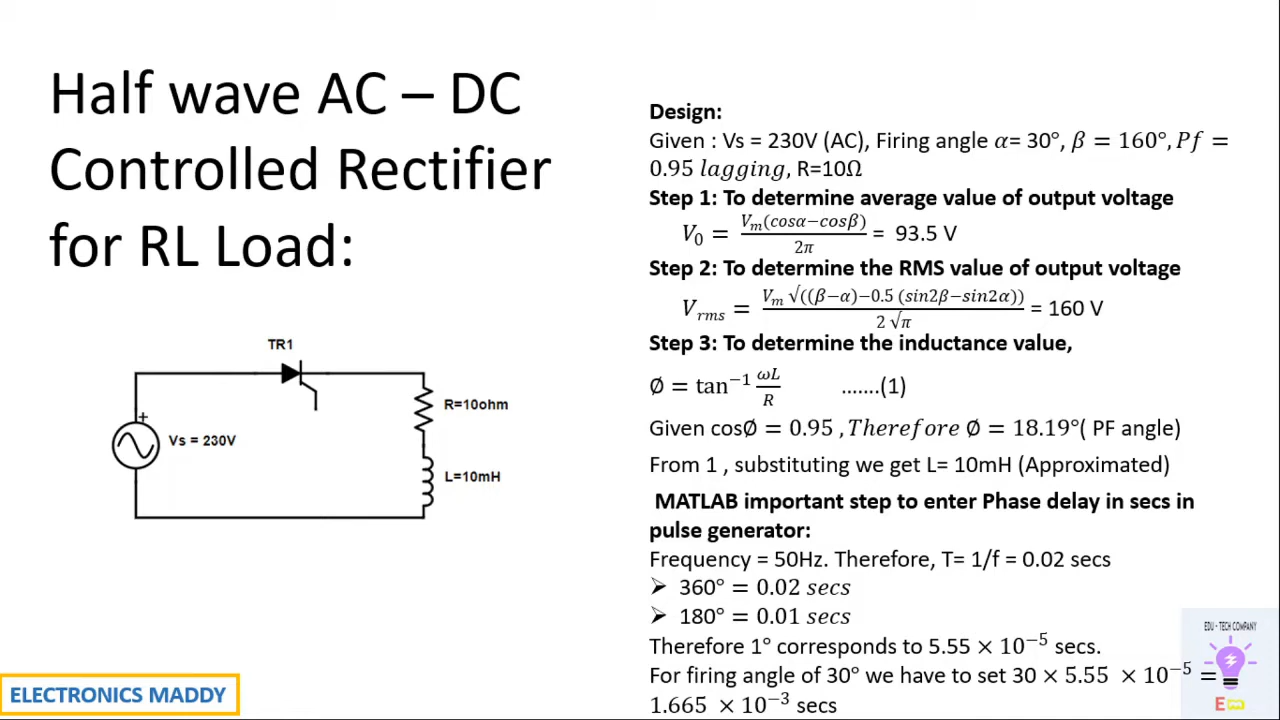 Half wave AC – DC
Controlled Rectifier
for RL Load:
TR1
+
R=10ohm
Vs = 230V
L=10mH
ELECTRONICS MADDY
Design:
Given : Vs = 230V (AC), Firing angle α= 30°, β = 160°, Pf =
0.95 lagging, R=10Ω
Step 1: To determine average value of output voltage
V₀ = Vₘ(cosα−cosβ) / 2π = 93.5 V
Step 2: To determine the RMS value of output voltage
Vᵣₘₛ = Vₘ √((β−α)−0.5 (sin2β−sin2α)) / 2 √π = 160 V
Step 3: To determine the inductance value,
Ø = tan⁻¹ ωL / R .......(1)
Given cosØ = 0.95 , Therefore Ø = 18.19°( PF angle)
From 1 , substituting we get L= 10mH (Approximated)
MATLAB important step to enter Phase delay in secs in
pulse generator:
Frequency = 50Hz. Therefore, T= 1/f = 0.02 secs
➢ 360° = 0.02 secs
➢ 180° = 0.01 secs
Therefore 1° corresponds to 5.55 × 10⁻⁵ secs.
For firing angle of 30° we have to set 30 × 5.55 × 10⁻⁵ =
1.665 × 10⁻³ secs
EDU - TECH COMPANY
Em